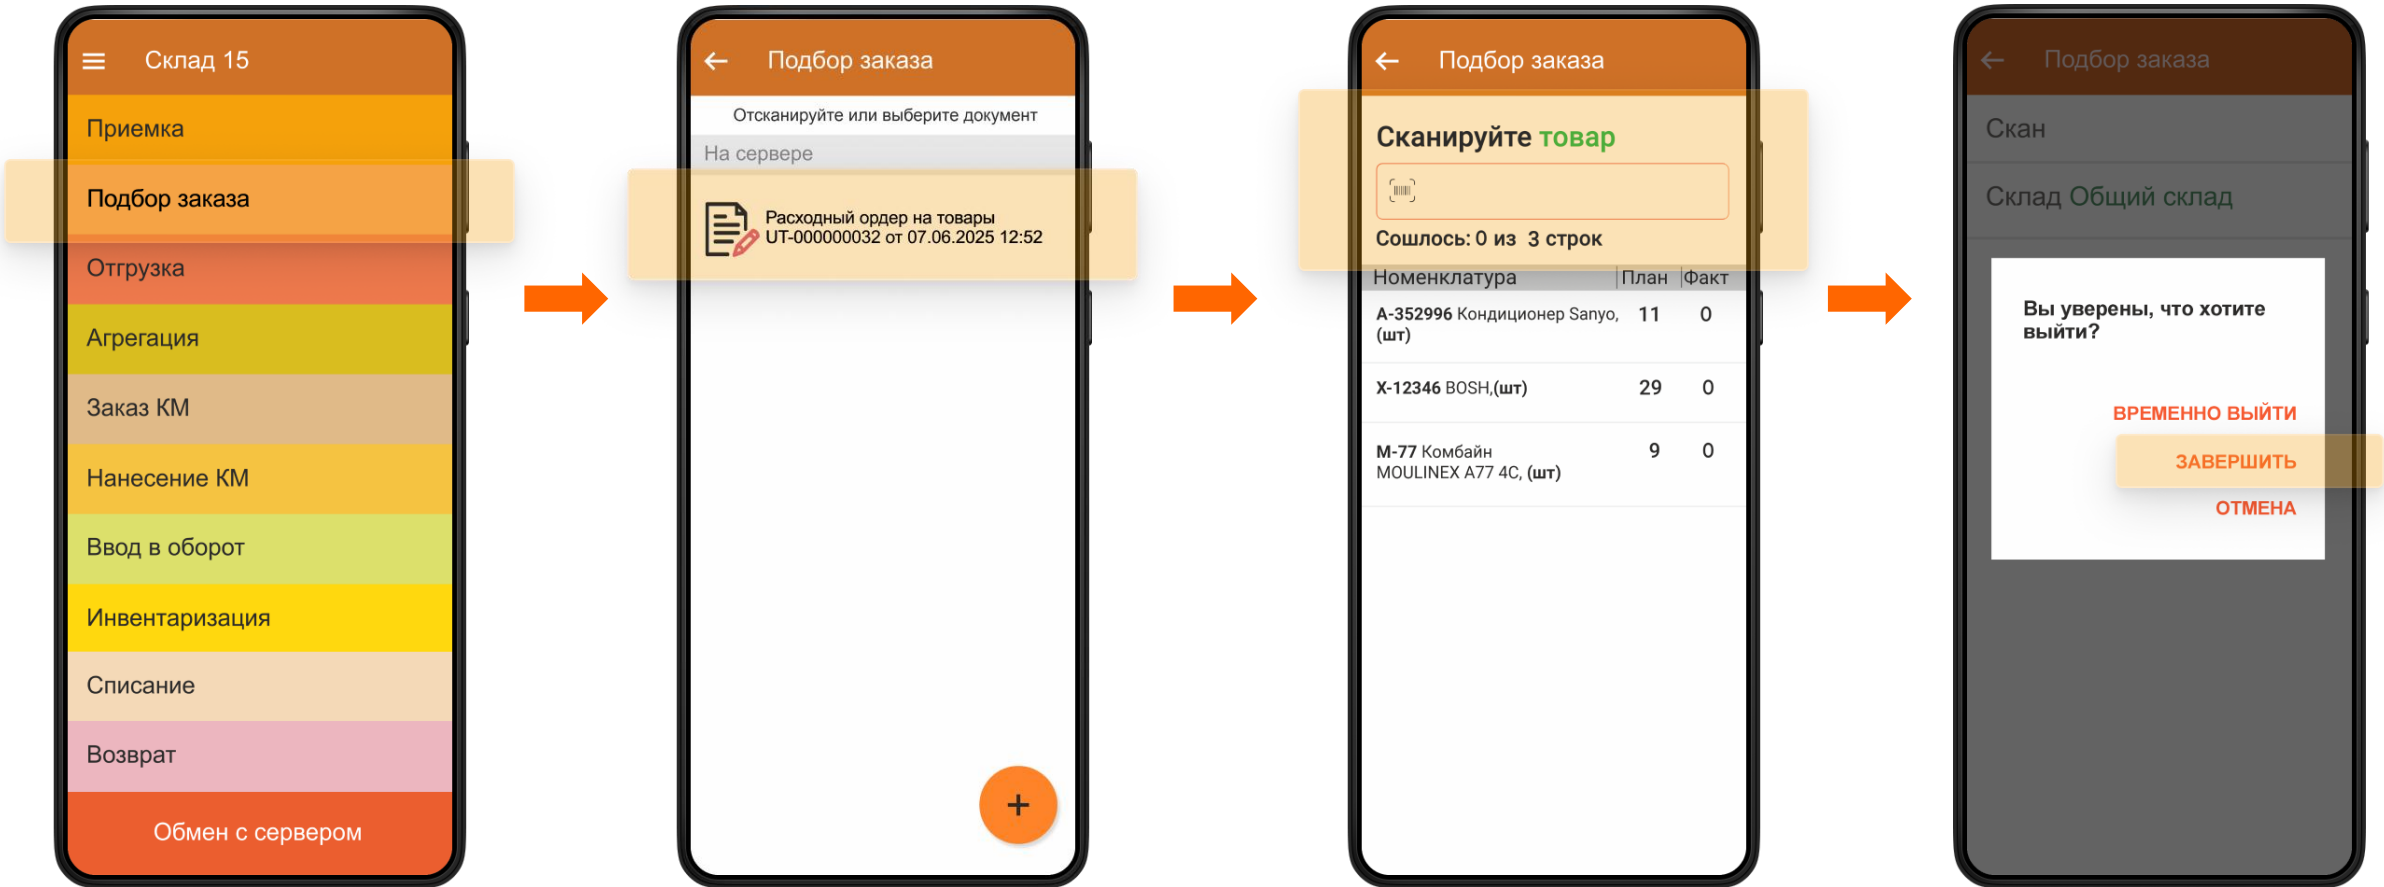 Склад 15
Приемка
Подбор заказа
Отгрузка
Агрегация
Заказ КМ
Нанесение КМ
Ввод в оборот
Инвентаризация
Списание
Возврат
Обмен с сервером
Подбор заказа
Отсканируйте или выберите документ
На сервере
Расходный ордер на товары
UT-000000032 от 07.06.2025 12:52
+
Подбор заказа
Сканируйте товар
Сошлось: 0 из 3 строк
Номенклатура План Факт
А-352996 Кондиционер Sanyo, 11 0
(шт)
Х-12346 BOSH,(шт) 29 0
М-77 Комбайн 9 0
MOULINEX А77 4С, (шт)
Подбор заказа
Скан
Склад Общий склад
Вы уверены, что хотите
выйти?
ВРЕМЕННО ВЫЙТИ
ЗАВЕРШИТЬ
ОТМЕНА